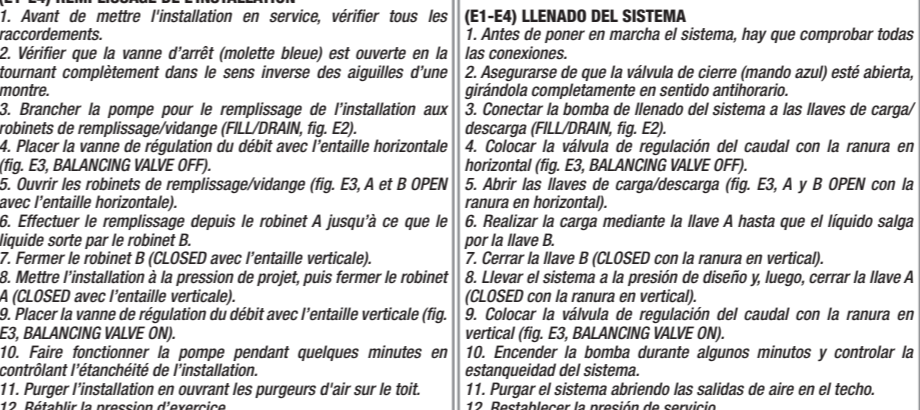 (E1-E4) REMPLISSAGE DE L'INSTALLATION
1. Avant de mettre l'installation en service, vérifier tous les
raccordements.
2. Vérifier que la vanne d’arrêt (molette bleue) est ouverte en la
tournant complètement dans le sens inverse des aiguilles d’une
montre.
3. Brancher la pompe pour le remplissage de l’installation aux
robinets de remplissage/vidange (FILL/DRAIN, fig. E2).
4. Placer la vanne de régulation du débit avec l’entaille horizontale
(fig. E3, BALANCING VALVE OFF).
5. Ouvrir les robinets de remplissage/vidange (fig. E3, A et B OPEN
avec l’entaille horizontale).
6. Effectuer le remplissage depuis le robinet A jusqu’à ce que le
liquide sorte par le robinet B.
7. Fermer le robinet B (CLOSED avec l’entaille verticale).
8. Mettre l’installation à la pression de projet, puis fermer le robinet
A (CLOSED avec l’entaille verticale).
9. Placer la vanne de régulation du débit avec l’entaille verticale (fig.
E3, BALANCING VALVE ON).
10. Faire fonctionner la pompe pendant quelques minutes en
contrôlant l’étanchéité de l’installation.
11. Purger l’installation en ouvrant les purgeurs d'air sur le toit.
12. Rétablir la pression d’exercice.
(E1-E4) LLENADO DEL SISTEMA
1. Antes de poner en marcha el sistema, hay que comprobar todas
las conexiones.
2. Asegurarse de que la válvula de cierre (mando azul) esté abierta,
girándola completamente en sentido antihorario.
3. Conectar la bomba de llenado del sistema a las llaves de carga/
descarga (FILL/DRAIN, fig. E2).
4. Colocar la válvula de regulación del caudal con la ranura en
horizontal (fig. E3, BALANCING VALVE OFF).
5. Abrir las llaves de carga/descarga (fig. E3, A y B OPEN con la
ranura en horizontal).
6. Realizar la carga mediante la llave A hasta que el líquido salga
por la llave B.
7. Cerrar la llave B (CLOSED con la ranura en vertical).
8. Llevar el sistema a la presión de diseño y, luego, cerrar la llave A
(CLOSED con la ranura en vertical).
9. Colocar la válvula de regulación del caudal con la ranura en
vertical (fig. E3, BALANCING VALVE ON).
10. Encender la bomba durante algunos minutos y controlar la
estanqueidad del sistema.
11. Purgar el sistema abriendo las salidas de aire en el techo.
12. Restablecer la presión de servicio.